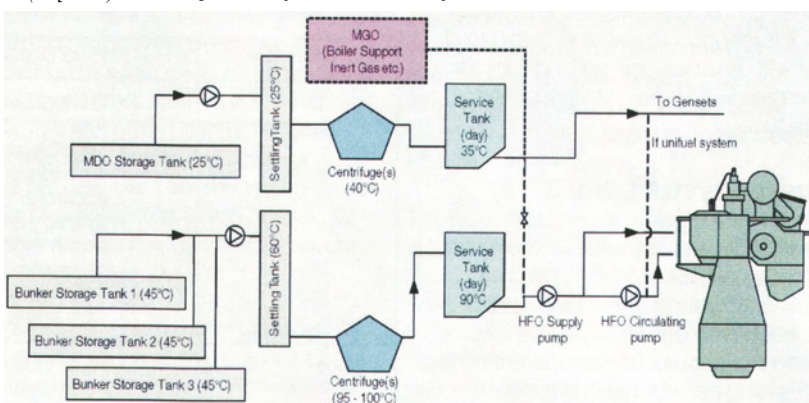 MGO
(Boiler Support
Inert Gas etc.)
Settling Tank (25°C)
Service
Tank
(day)
35°C
To Gensets
If unifuel system
MDO Storage Tank (25°C)
Centrifuge(s)
(40°C)
Settling Tank (60°C)
Service
Tank
(day)
90°C
Bunker Storage Tank 1 (45°C)
Bunker Storage Tank 2 (45°C)
Bunker Storage Tank 3 (45°C)
HFO Supply
pump
HFO Circulating
pump
Centrifuge(s)
(95 - 100°C)